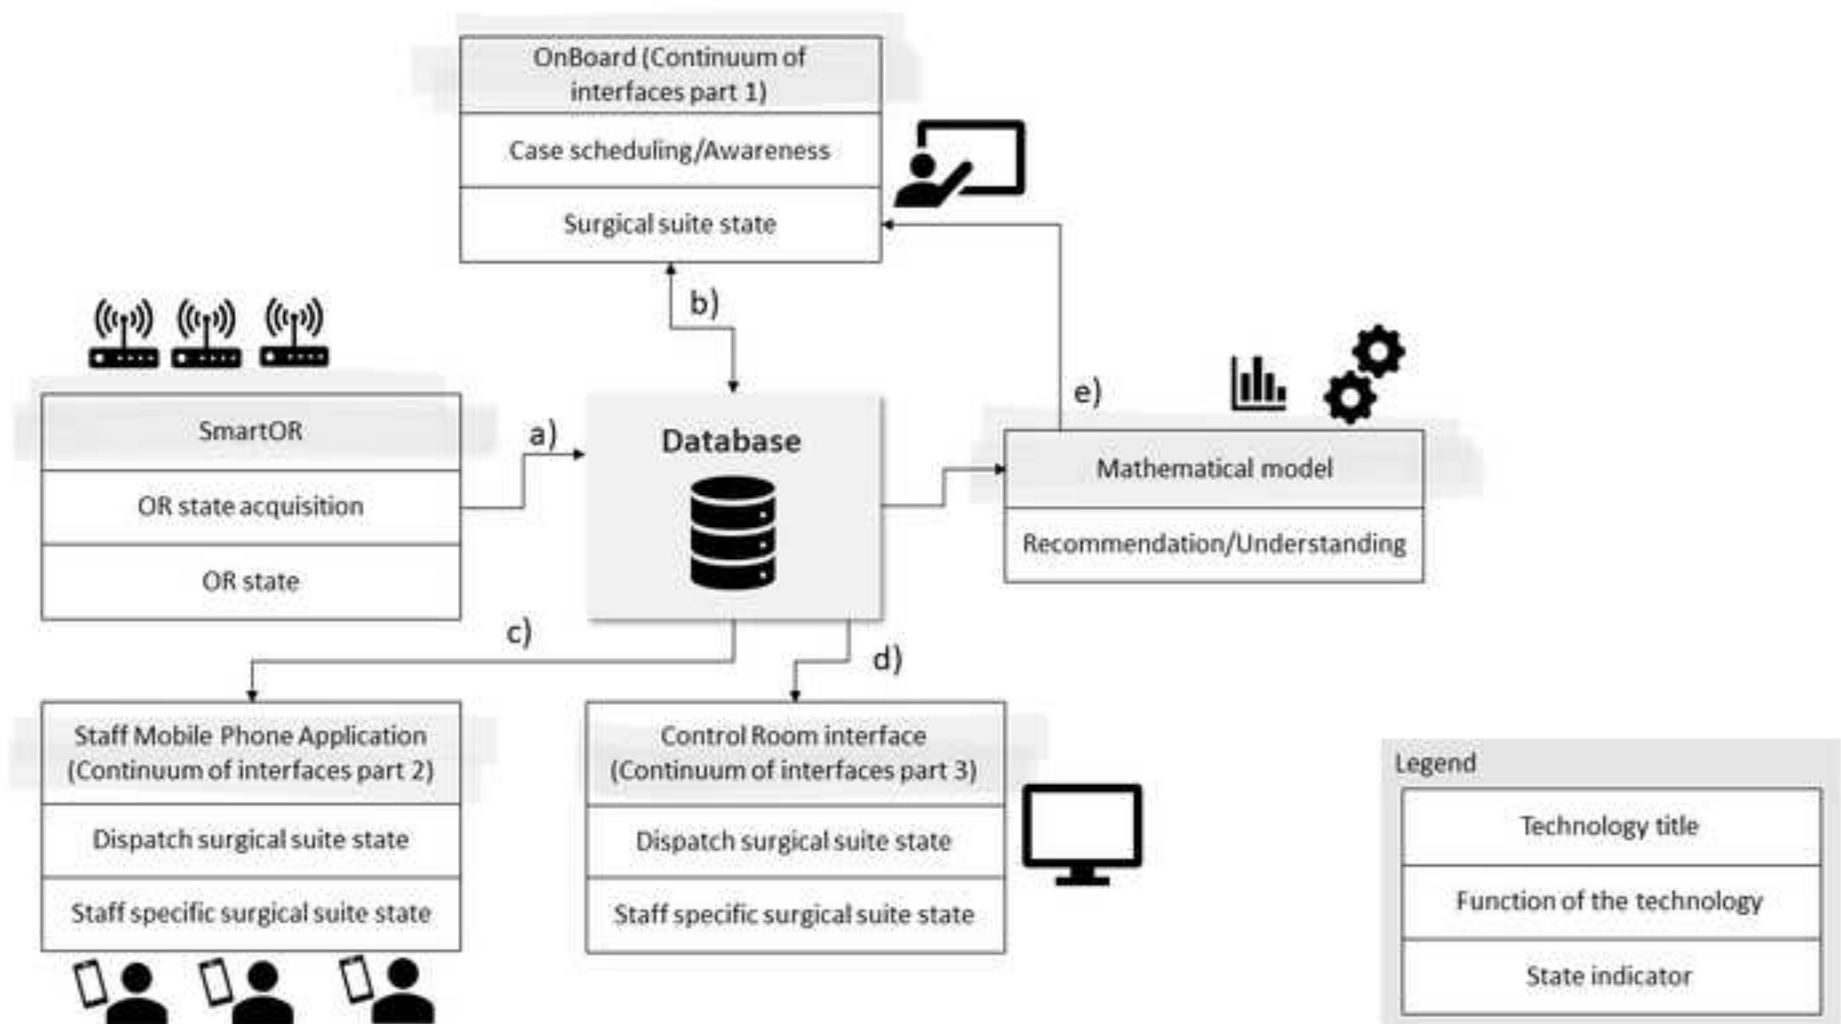 OnBoard (Continuum of
interfaces part 1)
Case scheduling/Awareness
Surgical suite state
b)
SmartOR
OR state acquisition
OR state
a)
Database
e)
Mathematical model
Recommendation/Understanding
c)
d)
Staff Mobile Phone Application
(Continuum of interfaces part 2)
Dispatch surgical suite state
Staff specific surgical suite state
Control Room interface
(Continuum of interfaces part 3)
Dispatch surgical suite state
Staff specific surgical suite state
Legend
Technology title
Function of the technology
State indicator